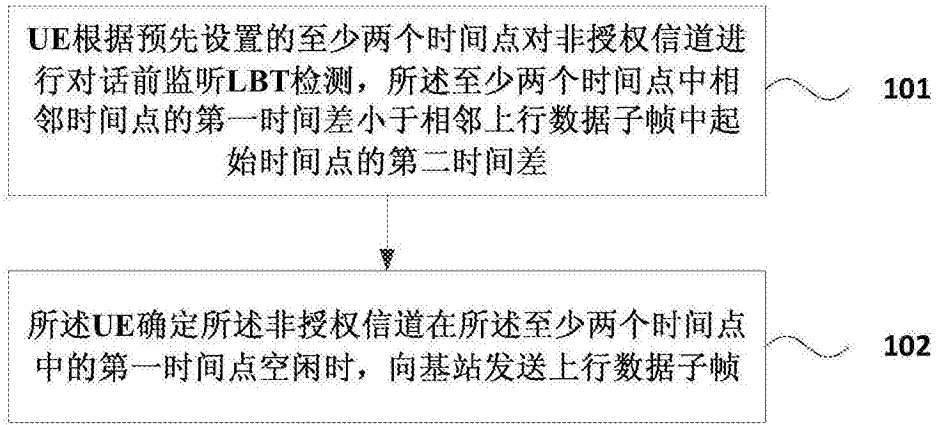 UE根据预先设置的至少两个时间点对非授权信道进
行对话前监听LBT检测，所述至少两个时间点中相
邻时间点的第一时间差小于相邻上行数据子帧中起
始时间点的第二时间差
101
所述UE确定所述非授权信道在所述至少两个时间点
中的第一时间点空闲时，向基站发送上行数据子帧
102